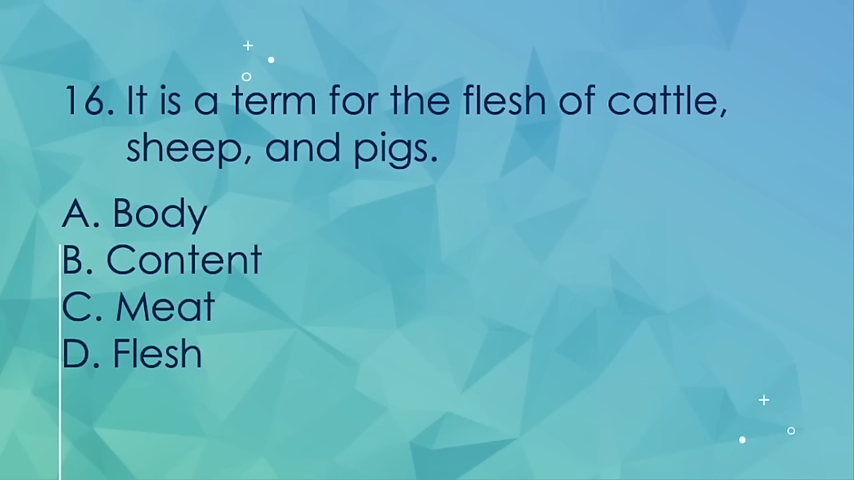 16. It is a term for the flesh of cattle,
sheep, and pigs.
A. Body
B. Content
C. Meat
D. Flesh